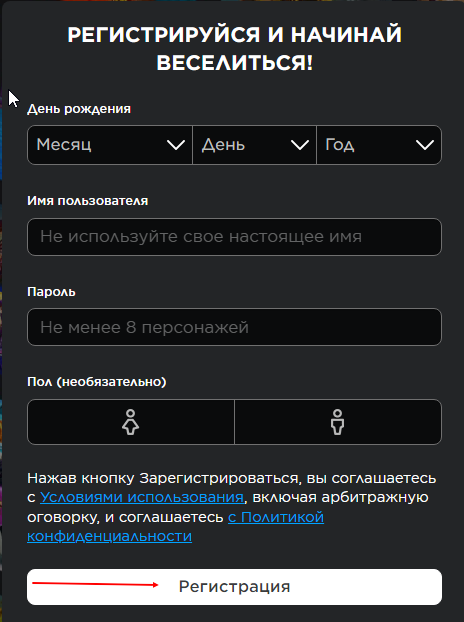 РЕГИСТРИРУЙСЯ И НАЧИНАЙ
ВЕСЕЛИТЬСЯ!
День рождения
Месяц День Год
Имя пользователя
Не используйте свое настоящее имя
Пароль
Не менее 8 персонажей
Пол (необязательно)
Нажав кнопку Зарегистрироваться, вы соглашаетесь
с Условиями использования, включая арбитражную
оговорку, и соглашаетесь с Политикой
конфиденциальности
Регистрация